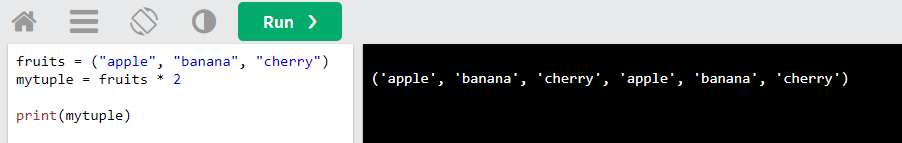 Run ❯
fruits = ("apple", "banana", "cherry")
mytuple = fruits * 2
print(mytuple)
('apple', 'banana', 'cherry', 'apple', 'banana', 'cherry')